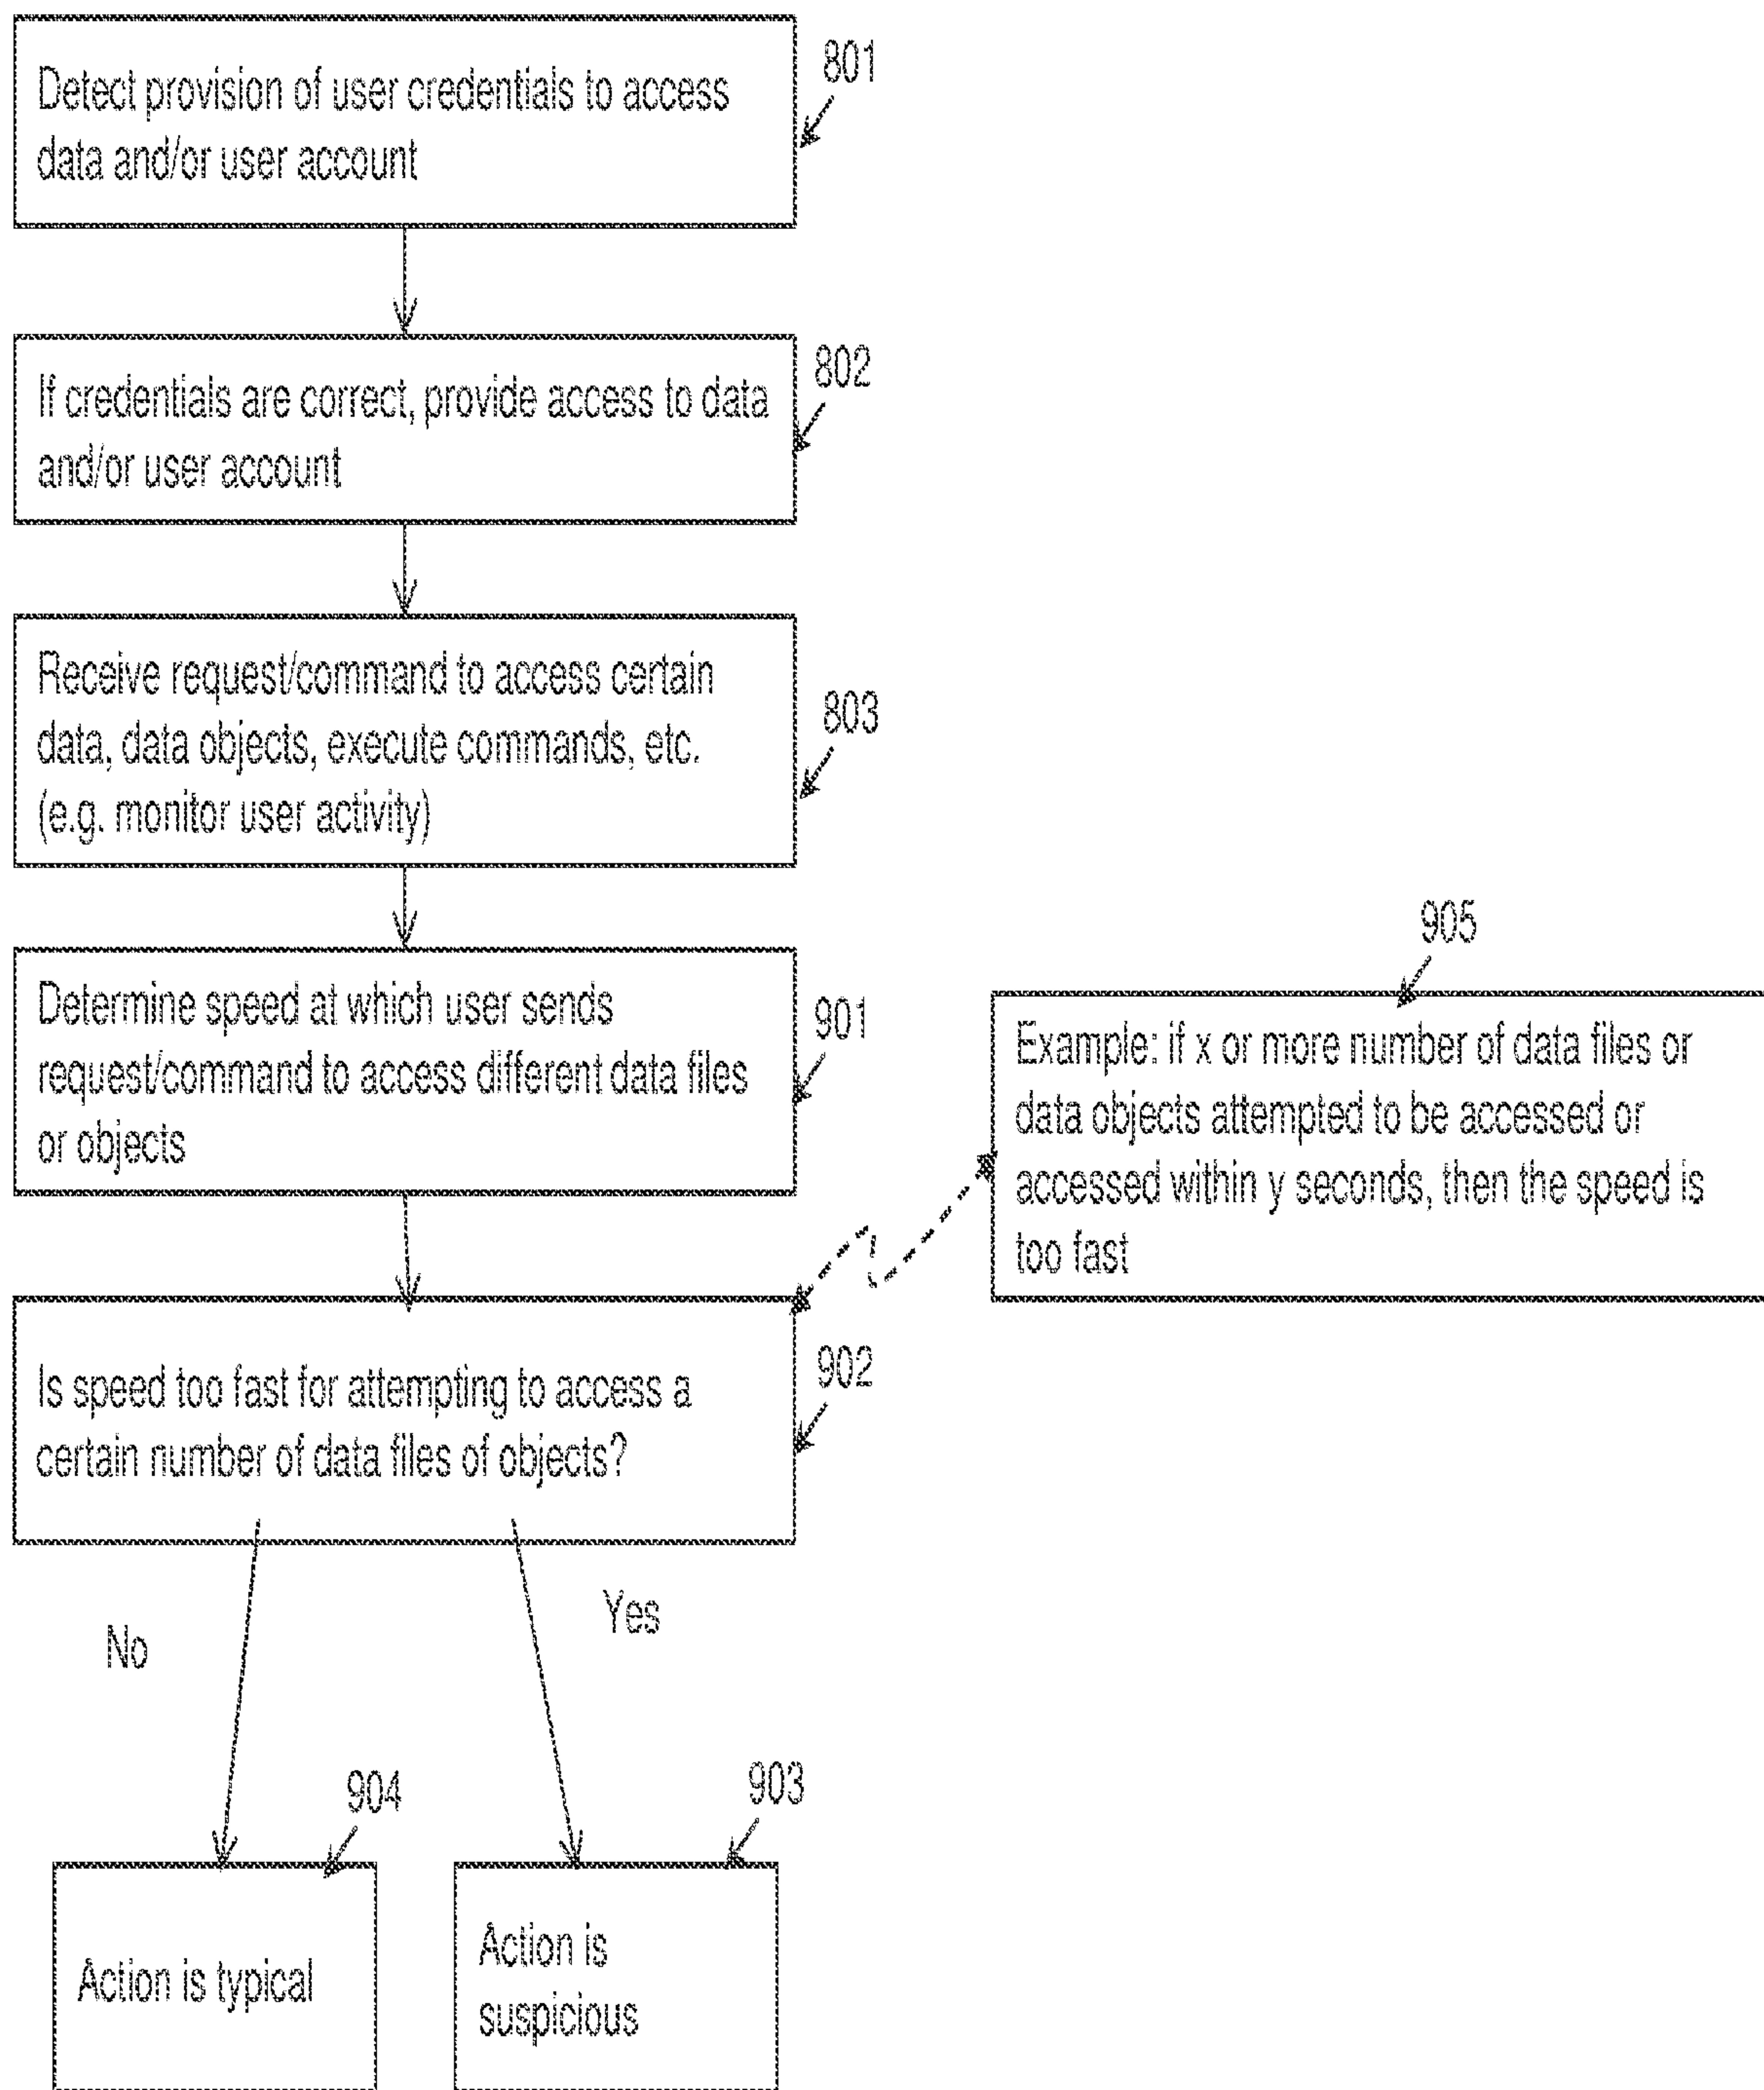 801
Detect provision of user credentials to access
data and/or user account
802
If credentials are correct, provide access to data
and/or user account
803
Receive request/command to access certain
data, data objects, execute commands, etc.
(e.g. monitor user activity)
901
Determine speed at which user sends
request/command to access different data files
or objects
905
Example: if x or more number of data files or
data objects attempted to be accessed or
accessed within y seconds, then the speed is
too fast
902
Is speed too fast for attempting to access a
certain number of data files of objects?
No
Yes
904
Action is typical
903
Action is
suspicious